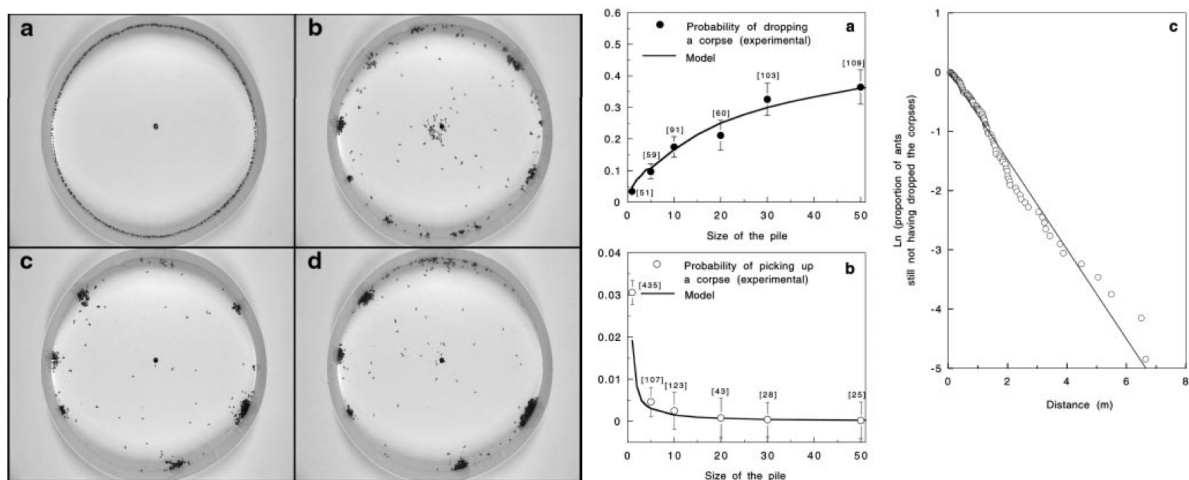 a
b
c
d
a
Probability of dropping
a corpse (experimental)
Model
[51]
[59]
[91]
[60]
[103]
[109]
0.6
0.5
0.4
0.3
0.2
0.1
0
0 10 20 30 40 50
Size of the pile
b
Probability of picking up
a corpse (experimental)
Model
[435]
[107]
[123]
[43]
[28]
[25]
0.04
0.03
0.02
0.01
0
0 10 20 30 40 50
Size of the pile
c
Ln (proportion of ants
still not having dropped the corpses)
1
0
-1
-2
-3
-4
-5
0 2 4 6 8
Distance (m)